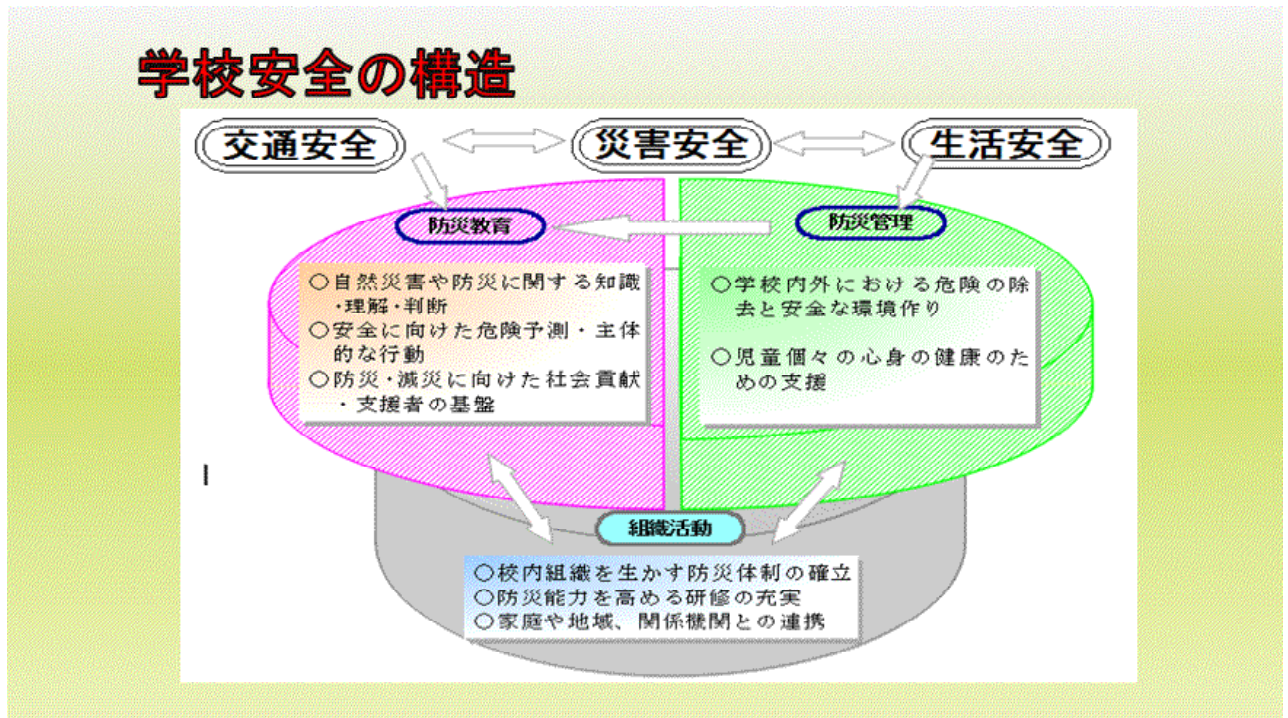 学校安全の構造
交通安全
災害安全
生活安全
防災教育
防災管理
○自然災害や防災に関する知識
・理解・判断
○安全に向けた危険予測・主体
的な行動
○防災・減災に向けた社会貢献
・支援者の基盤
○学校内外における危険の除
去と安全な環境作り
○児童個々の心身の健康のた
めの支援
組織活動
○校内組織を生かす防災体制の確立
○防災能力を高める研修の充実
○家庭や地域、関係機関との連携